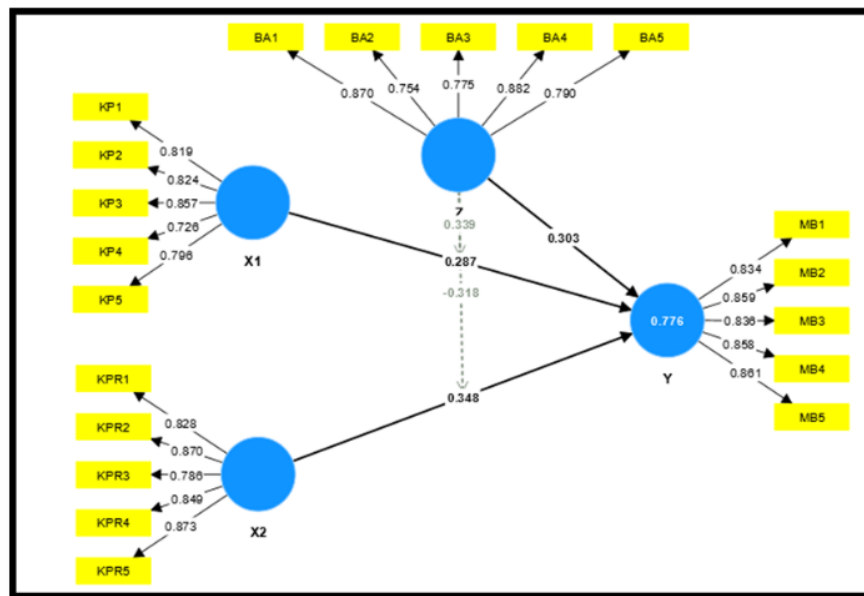 BA1 BA2 BA3 BA4 BA5
0.870 0.754 0.775 0.882 0.790
KP1
KP2
KP3
KP4
KP5
0.819
0.824
0.857
0.726
0.796
X1
Z
0.339
0.303
0.287
-0.318
0.348
MB1
MB2
MB3
MB4
MB5
0.834
0.859
0.836
0.858
0.861
0.776
Y
KPR1
KPR2
KPR3
KPR4
KPR5
0.828
0.870
0.786
0.849
0.873
X2